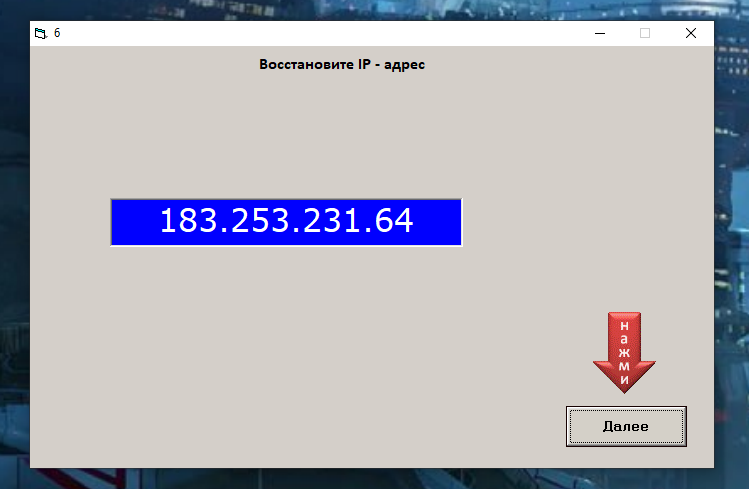 6
Восстановите IP - адрес
183.253.231.64
нажми
Далее